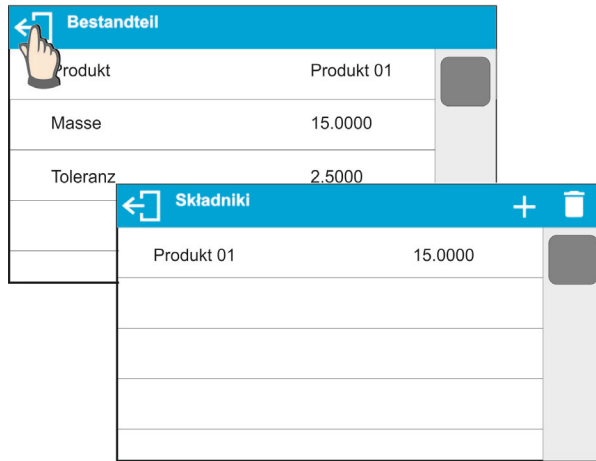 Bestandteil
Produkt Produkt 01
Masse 15.0000
Toleranz 2.5000
Składniki
Produkt 01 15.0000